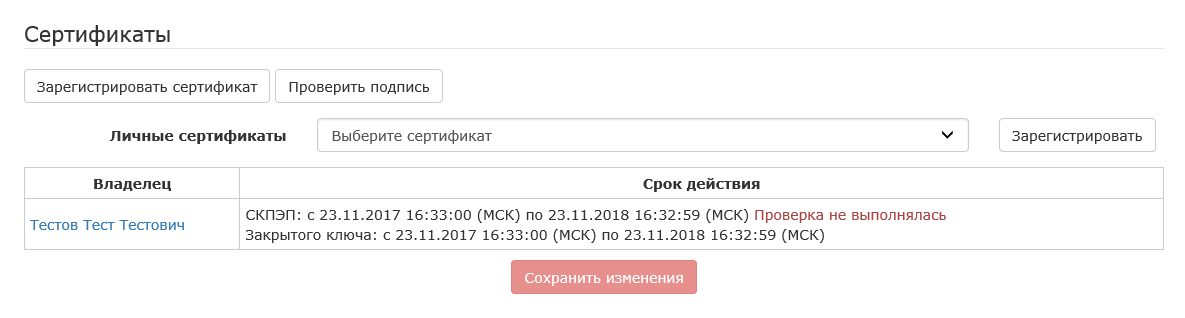 Сертификаты
Зарегистрировать сертификат Проверить подпись
Личные сертификаты Выберите сертификат Зарегистрировать
Владелец Срок действия
Тестов Тест Тестович
СКПЭП: с 23.11.2017 16:33:00 (МСК) по 23.11.2018 16:32:59 (МСК) Проверка не выполнялась
Закрытого ключа: с 23.11.2017 16:33:00 (МСК) по 23.11.2018 16:32:59 (МСК)
Сохранить изменения